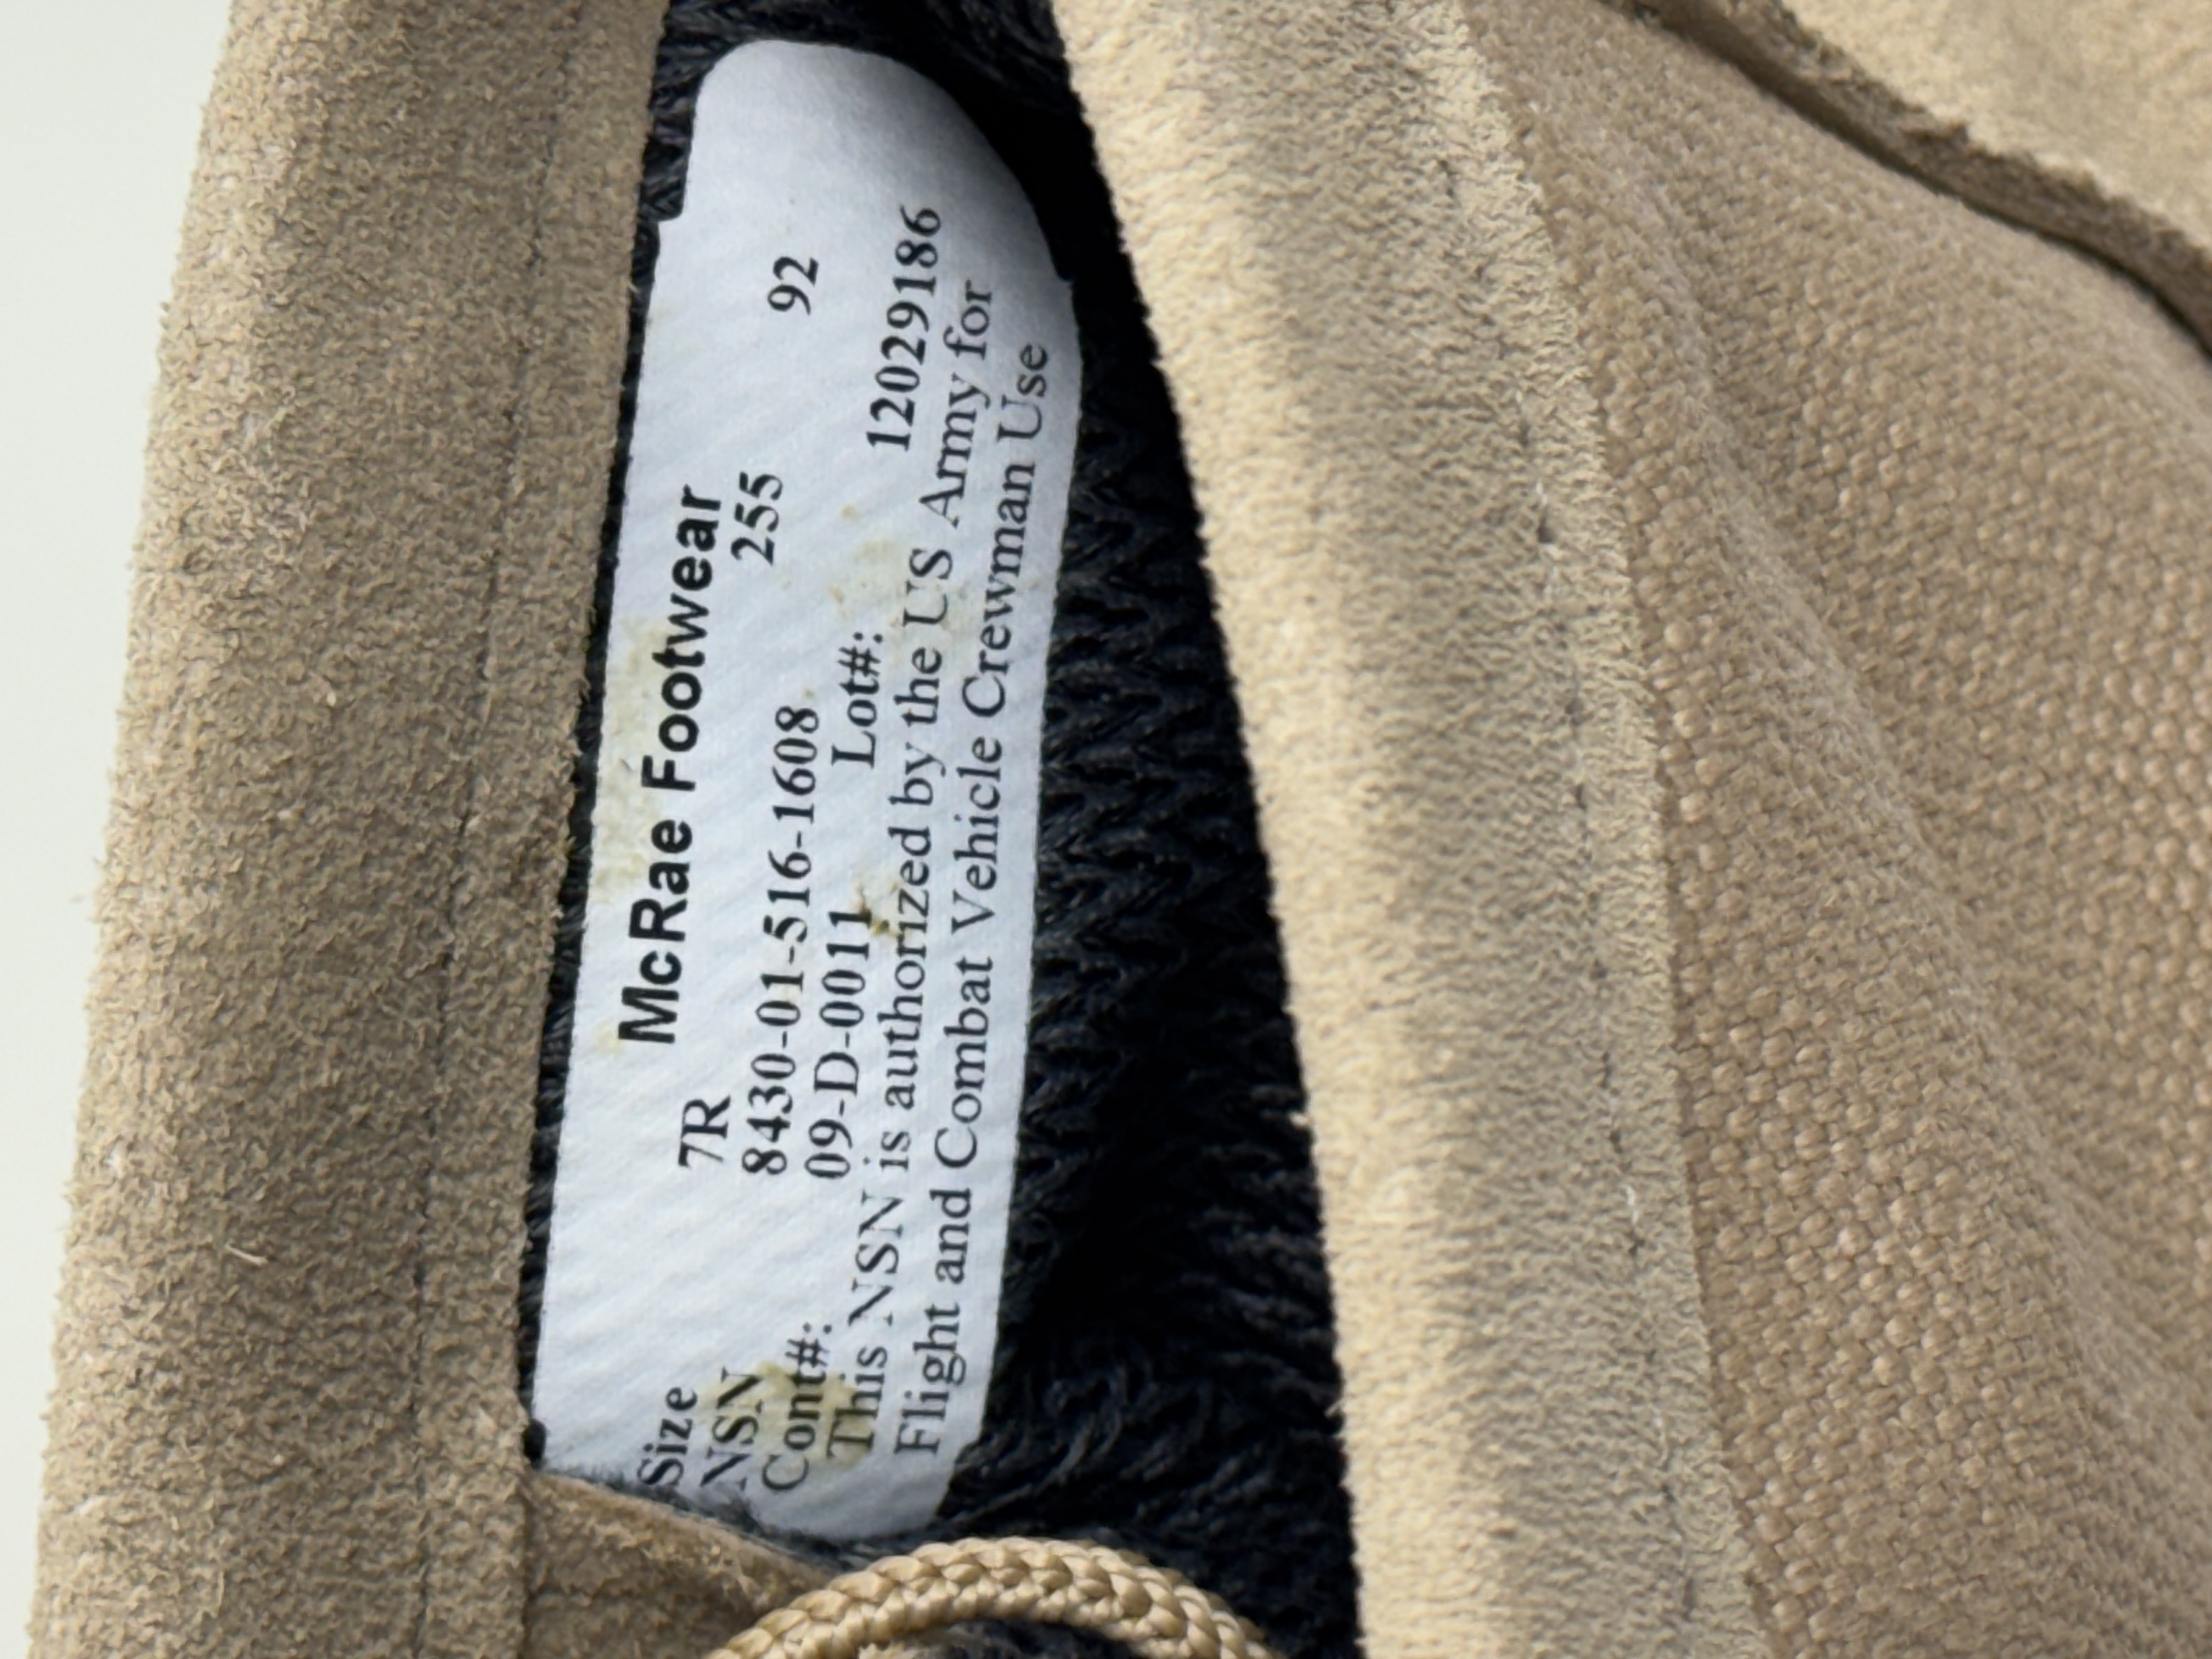 McRae Footwear
Size 7R 255 92
NSN 8430-01-516-1608
Cont#: 09-D-0011 Lot#: 12029186
This NSN is authorized by the US Army for
Flight and Combat Vehicle Crewman Use